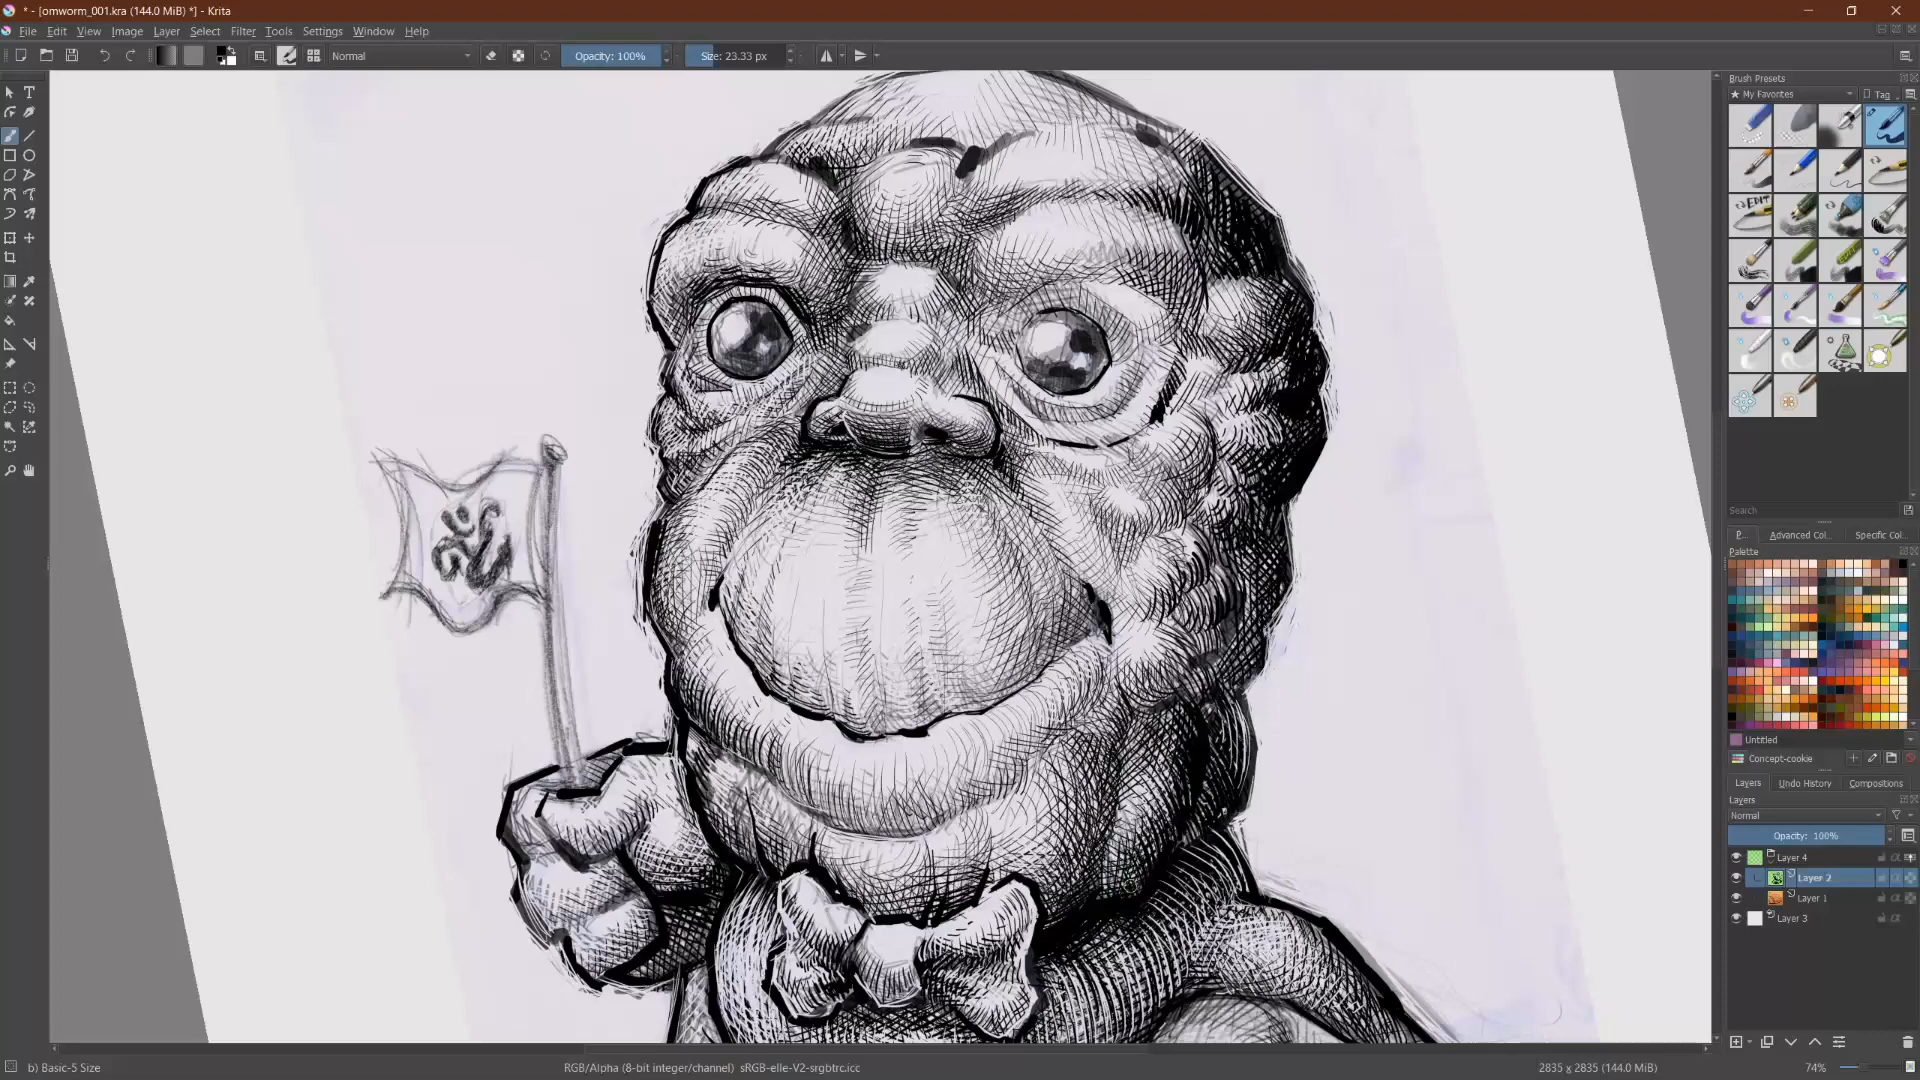 * - [omworm_001.kra (144.0 MiB) *] - Krita
File Edit View Image Layer Select Filter Tools Settings Window Help
Normal Opacity: 100% Size: 23.33 px
Brush Presets
My Favorites Tag
EDIT
Search
P... Advanced Col... Specific Col...
Palette
Untitled
Concept-cookie
Layers Undo History Compositions
Layers
Normal
Opacity: 100%
Layer 4
Layer 2
Layer 1
Layer 3
b) Basic-5 Size RGB/Alpha (8-bit integer/channel) sRGB-elle-V2-srgbtrc.icc 2835 x 2835 (144.0 MiB) 74%